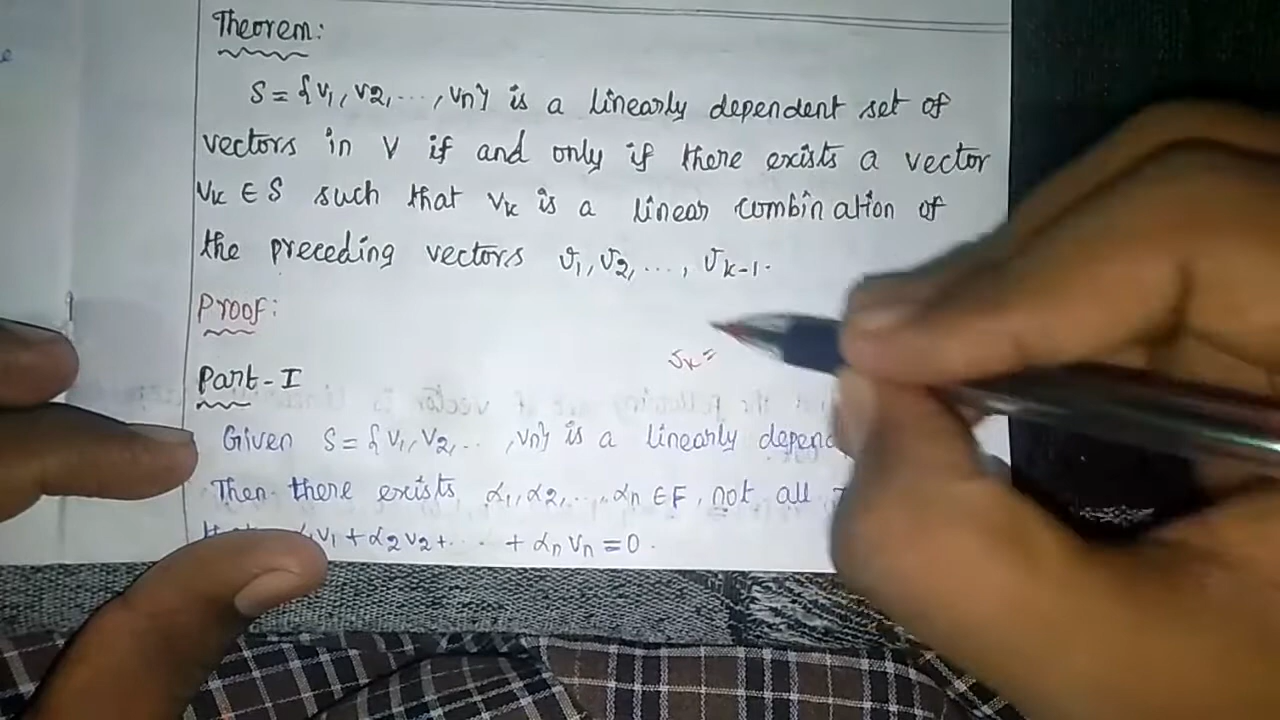 Theorem:
S = {v₁, v₂, ..., vₙ} is a linearly dependent set of
vectors in V if and only if there exists a vector
vₖ ∈ S such that vₖ is a linear combination of
the preceding vectors v₁, v₂, ..., vₖ₋₁.
Proof:
vₖ =
Part-I
Given S = {v₁, v₂, .. , vₙ} is a linearly
Then there exists α₁, α₂, ..., αₙ ∈ F, not all
v₁ + α₂v₂ + ... + αₙvₙ = 0.